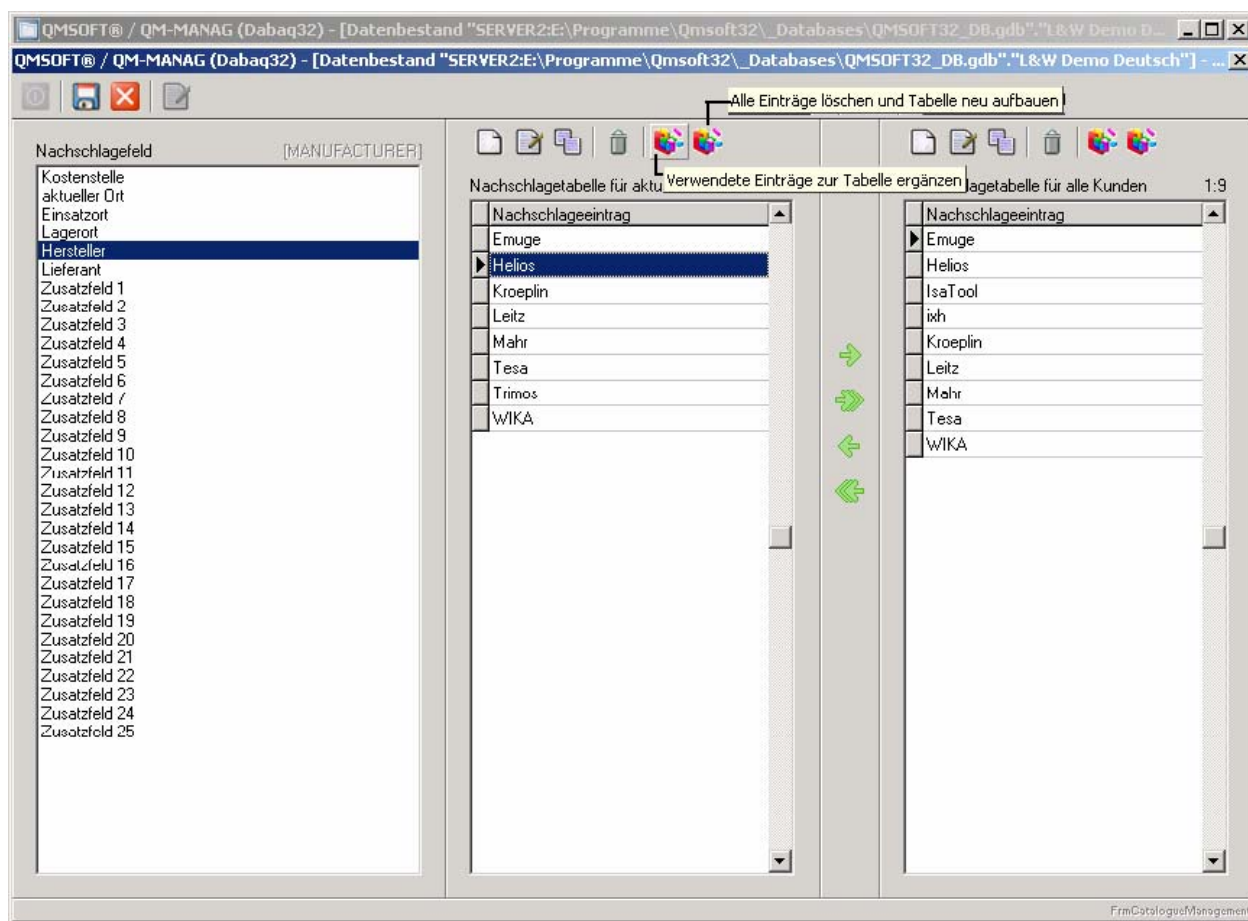 QMSOFT® / QM-MANAG (Dabaq32) - [Datenbestand "SERVER2:E:\Programme\Qmsoft32\_Databases\QMSOFT32_DB.gdb"."L&W Demo D...
QMSOFT® / QM-MANAG (Dabaq32) - [Datenbestand "SERVER2:E:\Programme\Qmsoft32\_Databases\QMSOFT32_DB.gdb"."L&W Demo Deutsch"] - ...
Alle Einträge löschen und Tabelle neu aufbauen
Nachschlagefeld [MANUFACTURER]
Kostenstelle
aktueller Ort
Einsatzort
Lagerort
Hersteller
Lieferant
Zusatzfeld 1
Zusatzfeld 2
Zusatzfeld 3
Zusatzfeld 4
Zusatzfeld 5
Zusatzfeld 6
Zusatzfeld 7
Zusatzfeld 8
Zusatzfeld 9
Zusatzfeld 10
Zusatzfeld 11
Zusatzfeld 12
Zusatzfeld 13
Zusatzfeld 14
Zusatzfeld 15
Zusatzfeld 16
Zusatzfeld 17
Zusatzfeld 18
Zusatzfeld 19
Zusatzfeld 20
Zusatzfeld 21
Zusatzfeld 22
Zusatzfeld 23
Zusatzfeld 24
Zusatzfeld 25
Verwendete Einträge zur Tabelle ergänzen
Nachschlagetabelle für aktu
Nachschlageeintrag
Emuge
Helios
Kroeplin
Leitz
Mahr
Tesa
Trimos
WIKA
lagetabelle für alle Kunden 1:9
Nachschlageeintrag
Emuge
Helios
IsaTool
ixh
Kroeplin
Leitz
Mahr
Tesa
WIKA
FrmCatalogueManagement